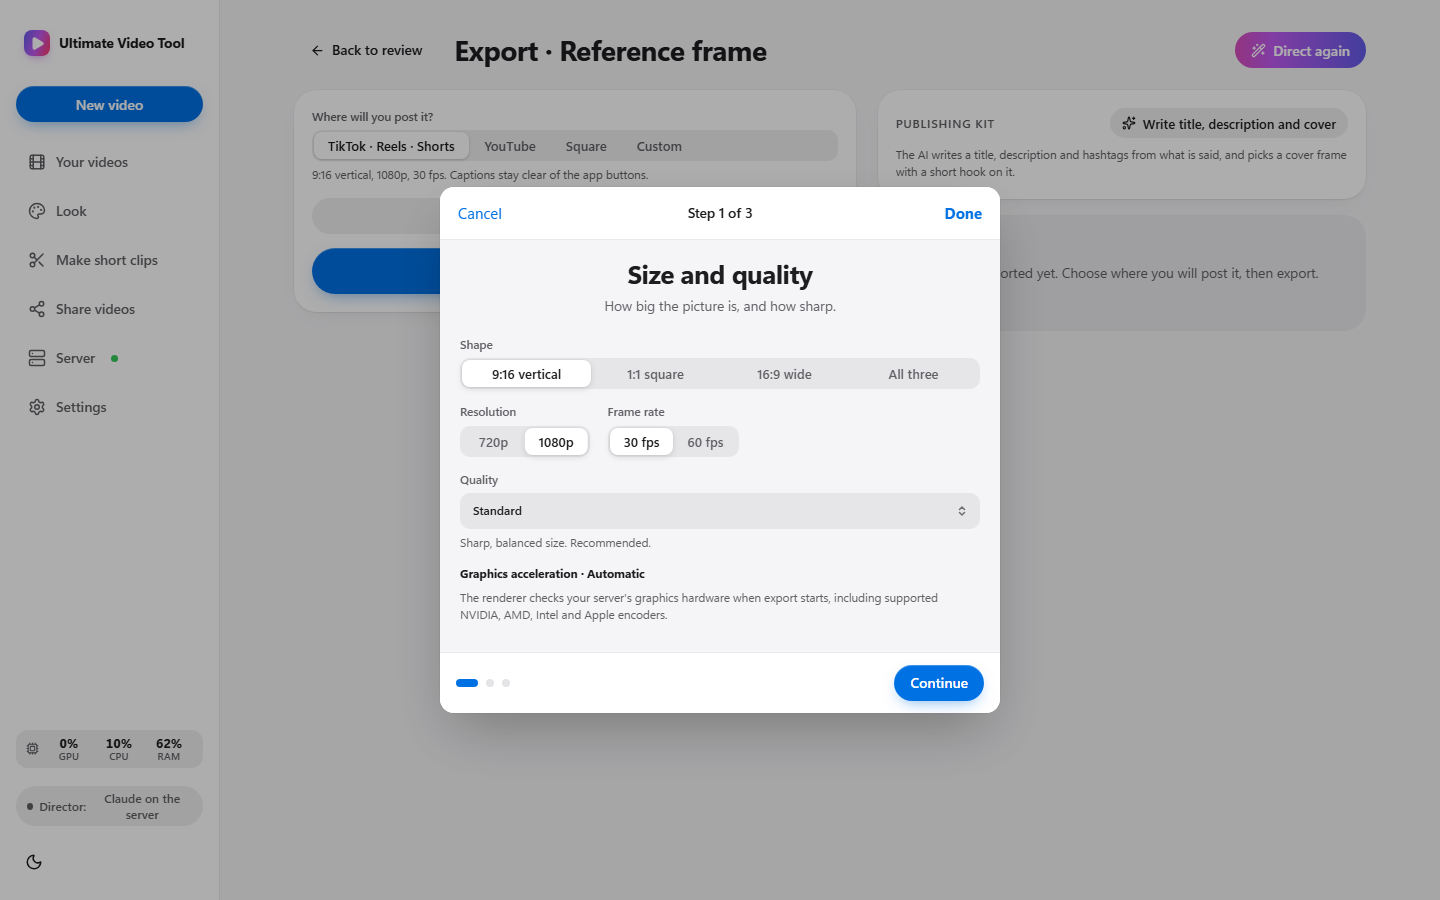 Ultimate Video Tool
New video
Your videos
Look
Make short clips
Share videos
Server
Settings
0%
GPU
10%
CPU
62%
RAM
Director:
Claude on the
server
Back to review
Export · Reference frame
Direct again
Where will you post it?
TikTok · Reels · Shorts
YouTube
Square
Custom
9:16 vertical, 1080p, 30 fps. Captions stay clear of the app buttons.
PUBLISHING KIT
Write title, description and cover
The AI writes a title, description and hashtags from what is said, and picks a cover frame
with a short hook on it.
orted yet. Choose where you will post it, then export.
Cancel
Step 1 of 3
Done
Size and quality
How big the picture is, and how sharp.
Shape
9:16 vertical
1:1 square
16:9 wide
All three
Resolution
Frame rate
720p
1080p
30 fps
60 fps
Quality
Standard
Sharp, balanced size. Recommended.
Graphics acceleration · Automatic
The renderer checks your server's graphics hardware when export starts, including supported
NVIDIA, AMD, Intel and Apple encoders.
Continue